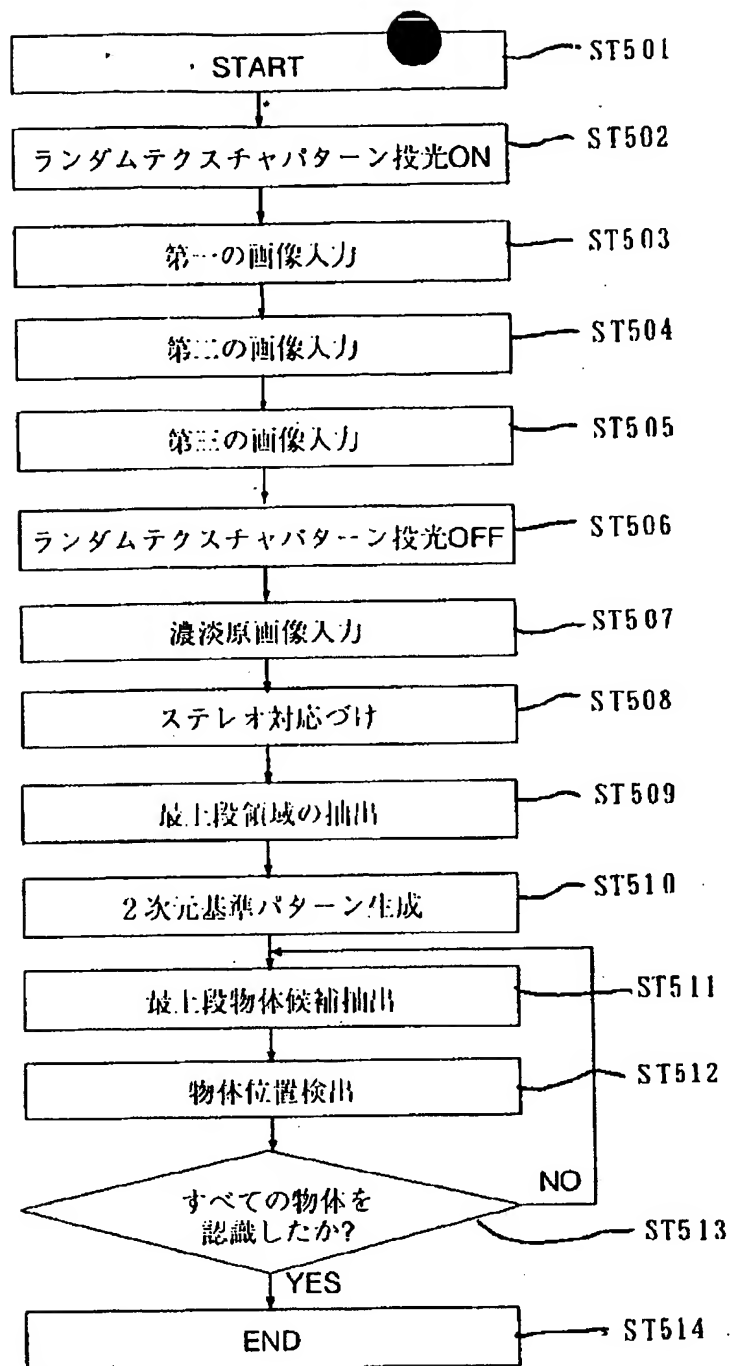 START
ST501
ランダムテクスチャパターン投光ON
ST502
第一の画像入力
ST503
第二の画像入力
ST504
第三の画像入力
ST505
ランダムテクスチャパターン投光OFF
ST506
濃淡原画像入力
ST507
ステレオ対応づけ
ST508
最上段領域の抽出
ST509
2次元基準パターン生成
ST510
最上段物体候補抽出
ST511
物体位置検出
ST512
すべての物体を
認識したか?
NO
ST513
YES
END
ST514